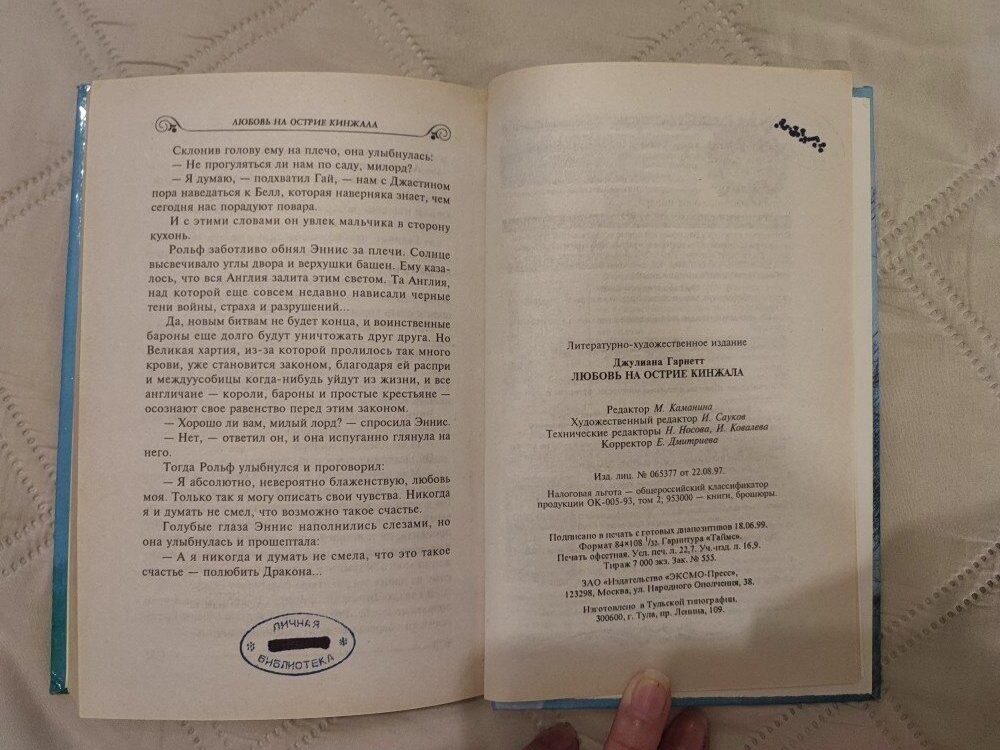 ЛЮБОВЬ НА ОСТРИЕ КИНЖАЛА
Склонив голову ему на плечо, она улыбнулась:
— Не прогуляться ли нам по саду, милорд?
— Я думаю, — подхватил Гай, — нам с Джастином
пора наведаться к Белл, которая наверняка знает, чем
сегодня нас порадуют повара.
И с этими словами он увлек мальчика в сторону
кухонь.
Рольф заботливо обнял Эннис за плечи. Солнце
высвечивало углы двора и верхушки башен. Ему каза-
лось, что вся Англия залита этим светом. Та Англия,
над которой еще совсем недавно нависали черные
тени войны, страха и разрушений...
Да, новым битвам не будет конца, и воинственные
бароны еще долго будут уничтожать друг друга. Но
Великая хартия, из-за которой пролилось так много
крови, уже становится законом, благодаря ей распри
и междуусобицы когда-нибудь уйдут из жизни, и все
англичане — короли, бароны и простые крестьяне —
осознают свое равенство перед этим законом.
— Хорошо ли вам, милый лорд? — спросила Эннис.
— Нет, — ответил он, и она испуганно глянула на
него.
Тогда Рольф улыбнулся и проговорил:
— Я абсолютно, невероятно блаженствую, любовь
моя. Только так я могу описать свои чувства. Никогда
я и думать не смел, что возможно такое счастье.
Голубые глаза Эннис наполнились слезами, но
она улыбнулась и прошептала:
— А я никогда и думать не смела, что это такое
счастье — полюбить Дракона...
ЛИЧНАЯ
БИБЛИОТЕКА
Литературно-художественное издание
Джулиана Гарнетт
ЛЮБОВЬ НА ОСТРИЕ КИНЖАЛА
Редактор М. Каманина
Художественный редактор И. Сауков
Технические редакторы Н. Носова, И. Ковалева
Корректор Е. Дмитриева
Изд. лиц. № 065377 от 22.08.97.
Налоговая льгота — общероссийский классификатор
продукции ОК-005-93, том 2, 953000 — книги, брошюры.
Подписано в печать с готовых диапозитивов 18.06.99.
Формат 84×108 1/32. Гарнитура «Таймс».
Печать офсетная. Усл. печ. л. 22,7. Уч.-изд. л. 16,9.
Тираж 7 000 экз. Зак. № 555.
ЗАО «Издательство «ЭКСМО-Пресс»,
123298, Москва, ул. Народного Ополчения, 38.
Изготовлено в Тульской типографии.
300600, г. Тула, пр. Ленина, 109.